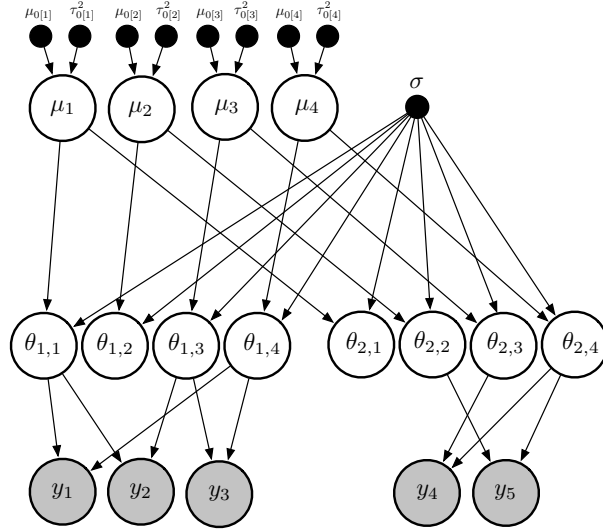 μ₀[1] τ²₀[1] μ₀[2] τ²₀[2] μ₀[3] τ²₀[3] μ₀[4] τ²₀[4]
μ₁ μ₂ μ₃ μ₄ σ
θ₁,₁ θ₁,₂ θ₁,₃ θ₁,₄ θ₂,₁ θ₂,₂ θ₂,₃ θ₂,₄
y₁ y₂ y₃ y₄ y₅